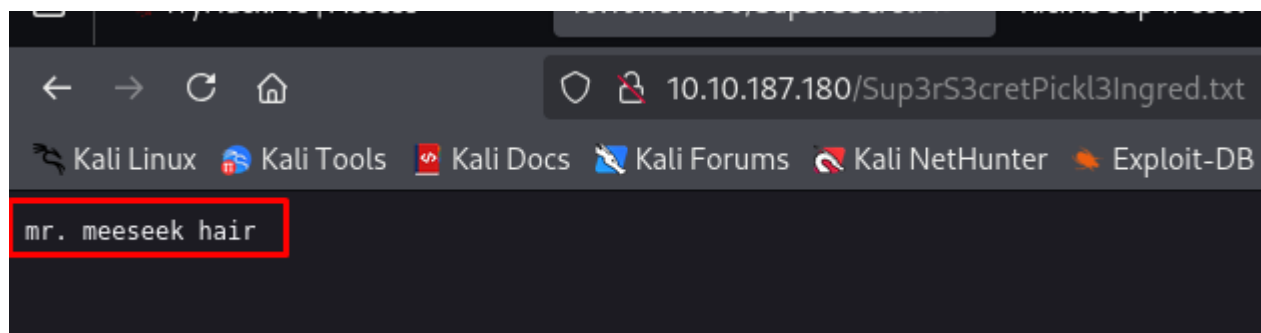 10.10.187.180/Sup3rS3cretPickl3Ingred.txt
Kali Linux Kali Tools Kali Docs Kali Forums Kali NetHunter Exploit-DB
mr. meeseek hair